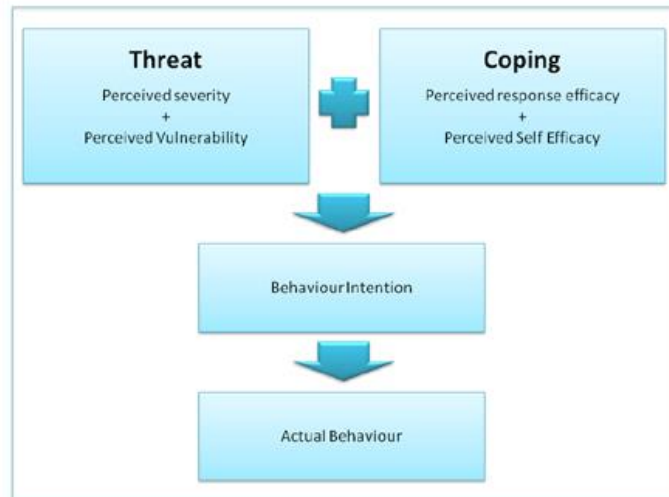 Threat
Perceived severity
+
Perceived Vulnerability
Coping
Perceived response efficacy
+
Perceived Self Efficacy
Behaviour Intention
Actual Behaviour